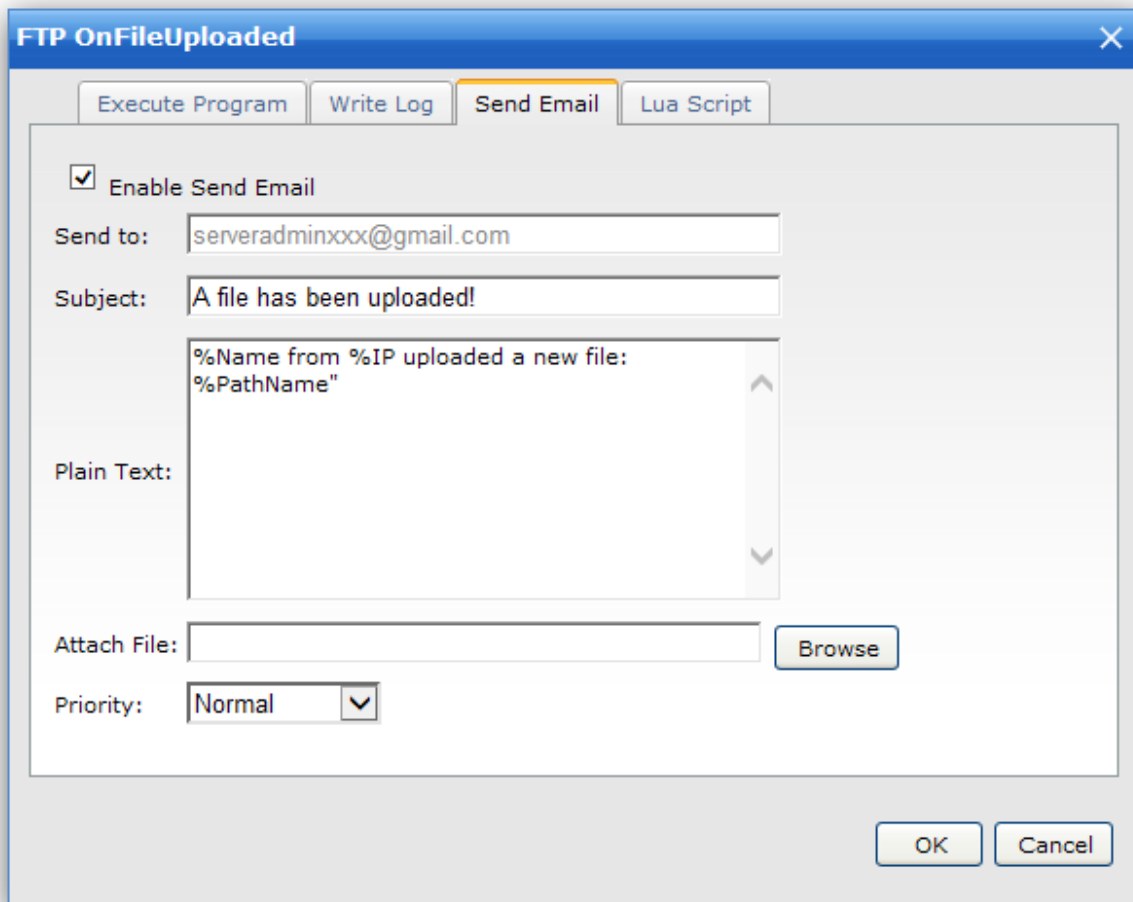 FTP OnFileUploaded
Execute Program Write Log Send Email Lua Script
Enable Send Email
Send to: serveradminxxx@gmail.com
Subject: A file has been uploaded!
%Name from %IP uploaded a new file:
%PathName"
Plain Text:
Attach File: Browse
Priority: Normal
OK Cancel